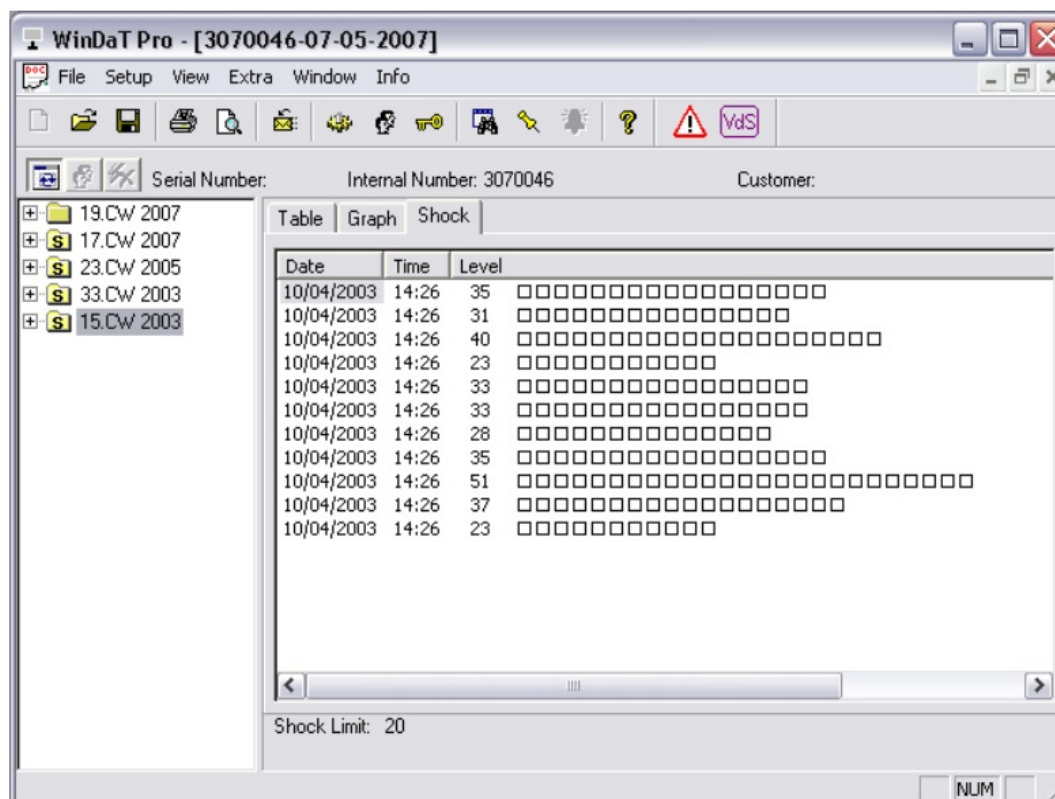 WinDaT Pro - [3070046-07-05-2007]
File Setup View Extra Window Info
VdS
Serial Number: Internal Number: 3070046 Customer:
19.CW 2007
17.CW 2007
23.CW 2005
33.CW 2003
15.CW 2003
Table Graph Shock
Date Time Level
10/04/2003 14:26 35
10/04/2003 14:26 31
10/04/2003 14:26 40
10/04/2003 14:26 23
10/04/2003 14:26 33
10/04/2003 14:26 33
10/04/2003 14:26 28
10/04/2003 14:26 35
10/04/2003 14:26 51
10/04/2003 14:26 37
10/04/2003 14:26 23
Shock Limit: 20
NUM